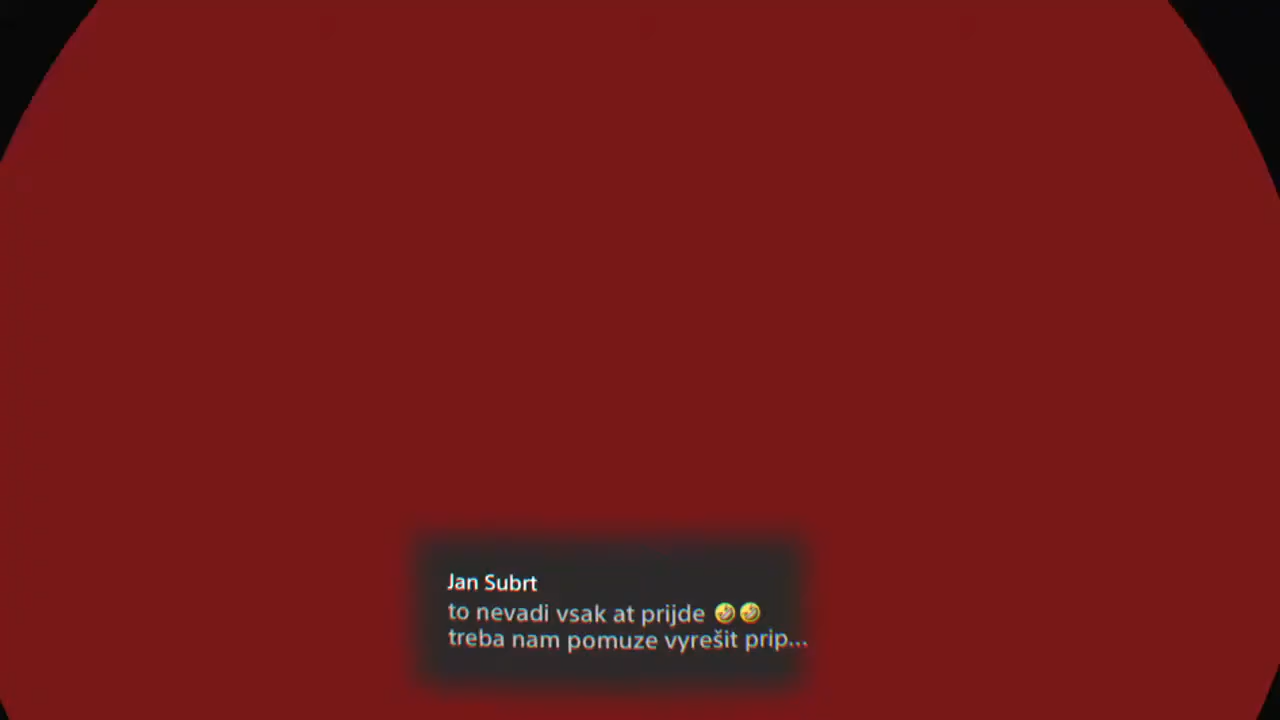 Jan Subrt
to nevadi vsak at prijde 🤣🤣
treba nam pomuze vyrešit prip...